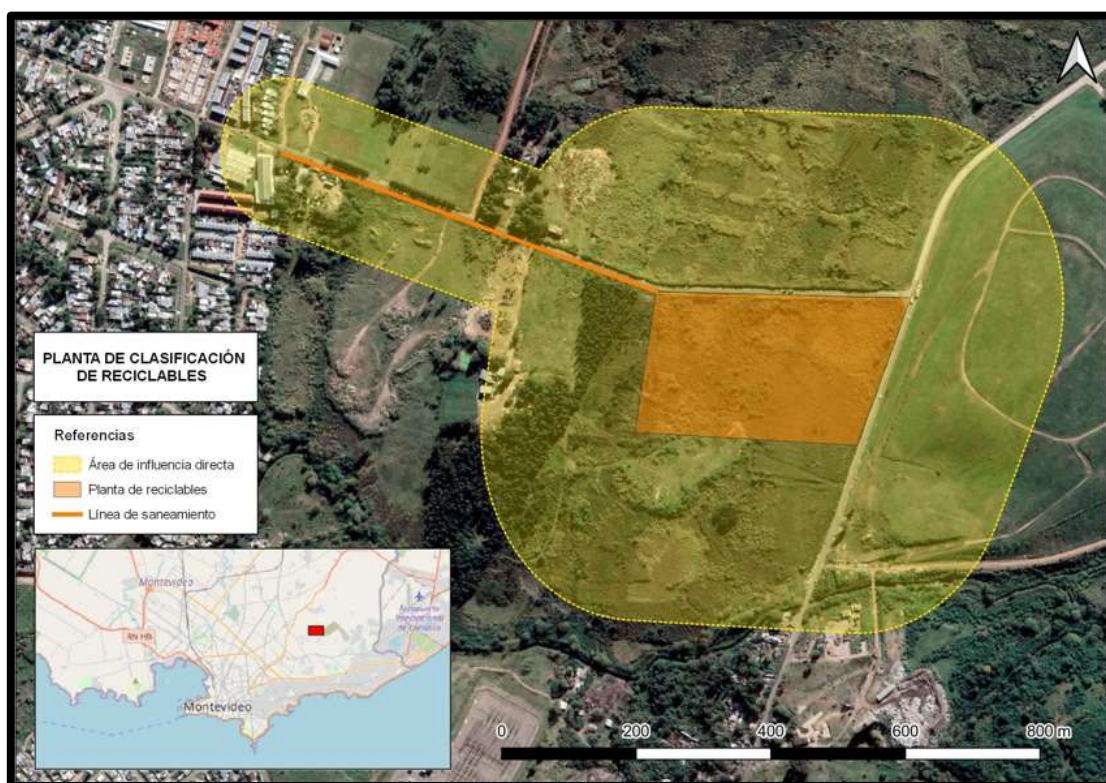 PLANTA DE CLASIFICACIÓN
DE RECICLABLES
Referencias
Área de influencia directa
Planta de reciclables
Línea de saneamiento
Montevideo
RN HB
Montevideo
0 200 400 600 800 m